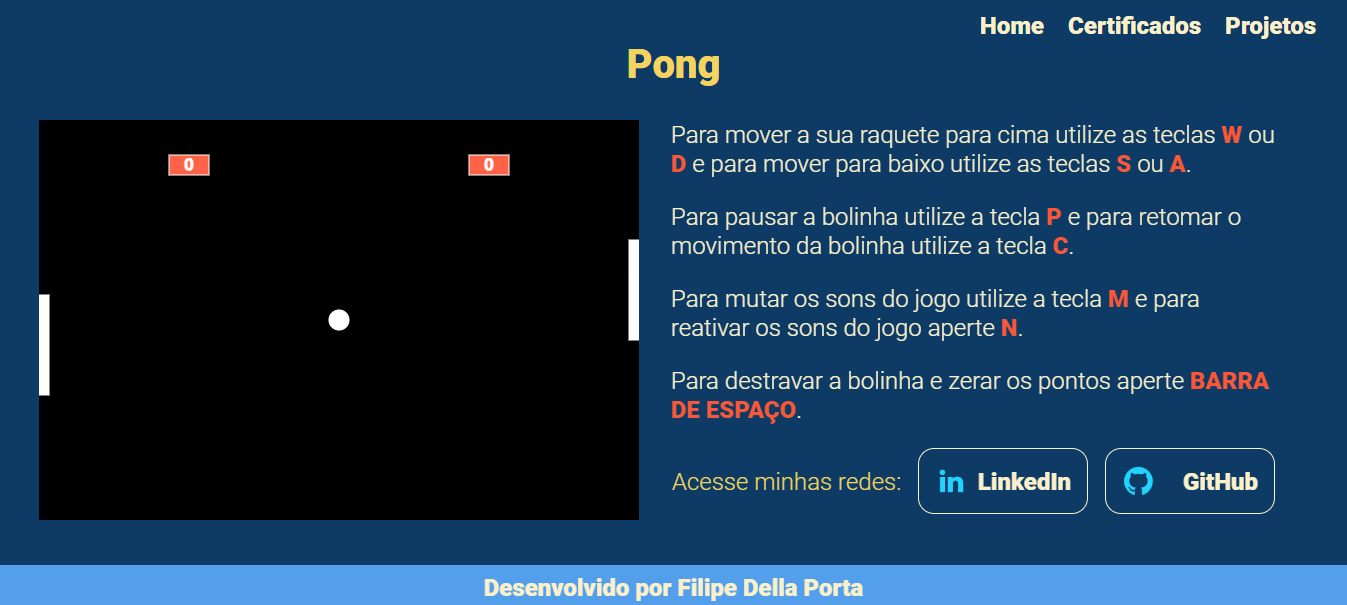 Home Certificados Projetos
Pong
0 0
Para mover a sua raquete para cima utilize as teclas W ou
D e para mover para baixo utilize as teclas S ou A.
Para pausar a bolinha utilize a tecla P e para retomar o
movimento da bolinha utilize a tecla C.
Para mutar os sons do jogo utilize a tecla M e para
reativar os sons do jogo aperte N.
Para destravar a bolinha e zerar os pontos aperte BARRA
DE ESPAÇO.
Acesse minhas redes: in LinkedIn GitHub
Desenvolvido por Filipe Della Porta